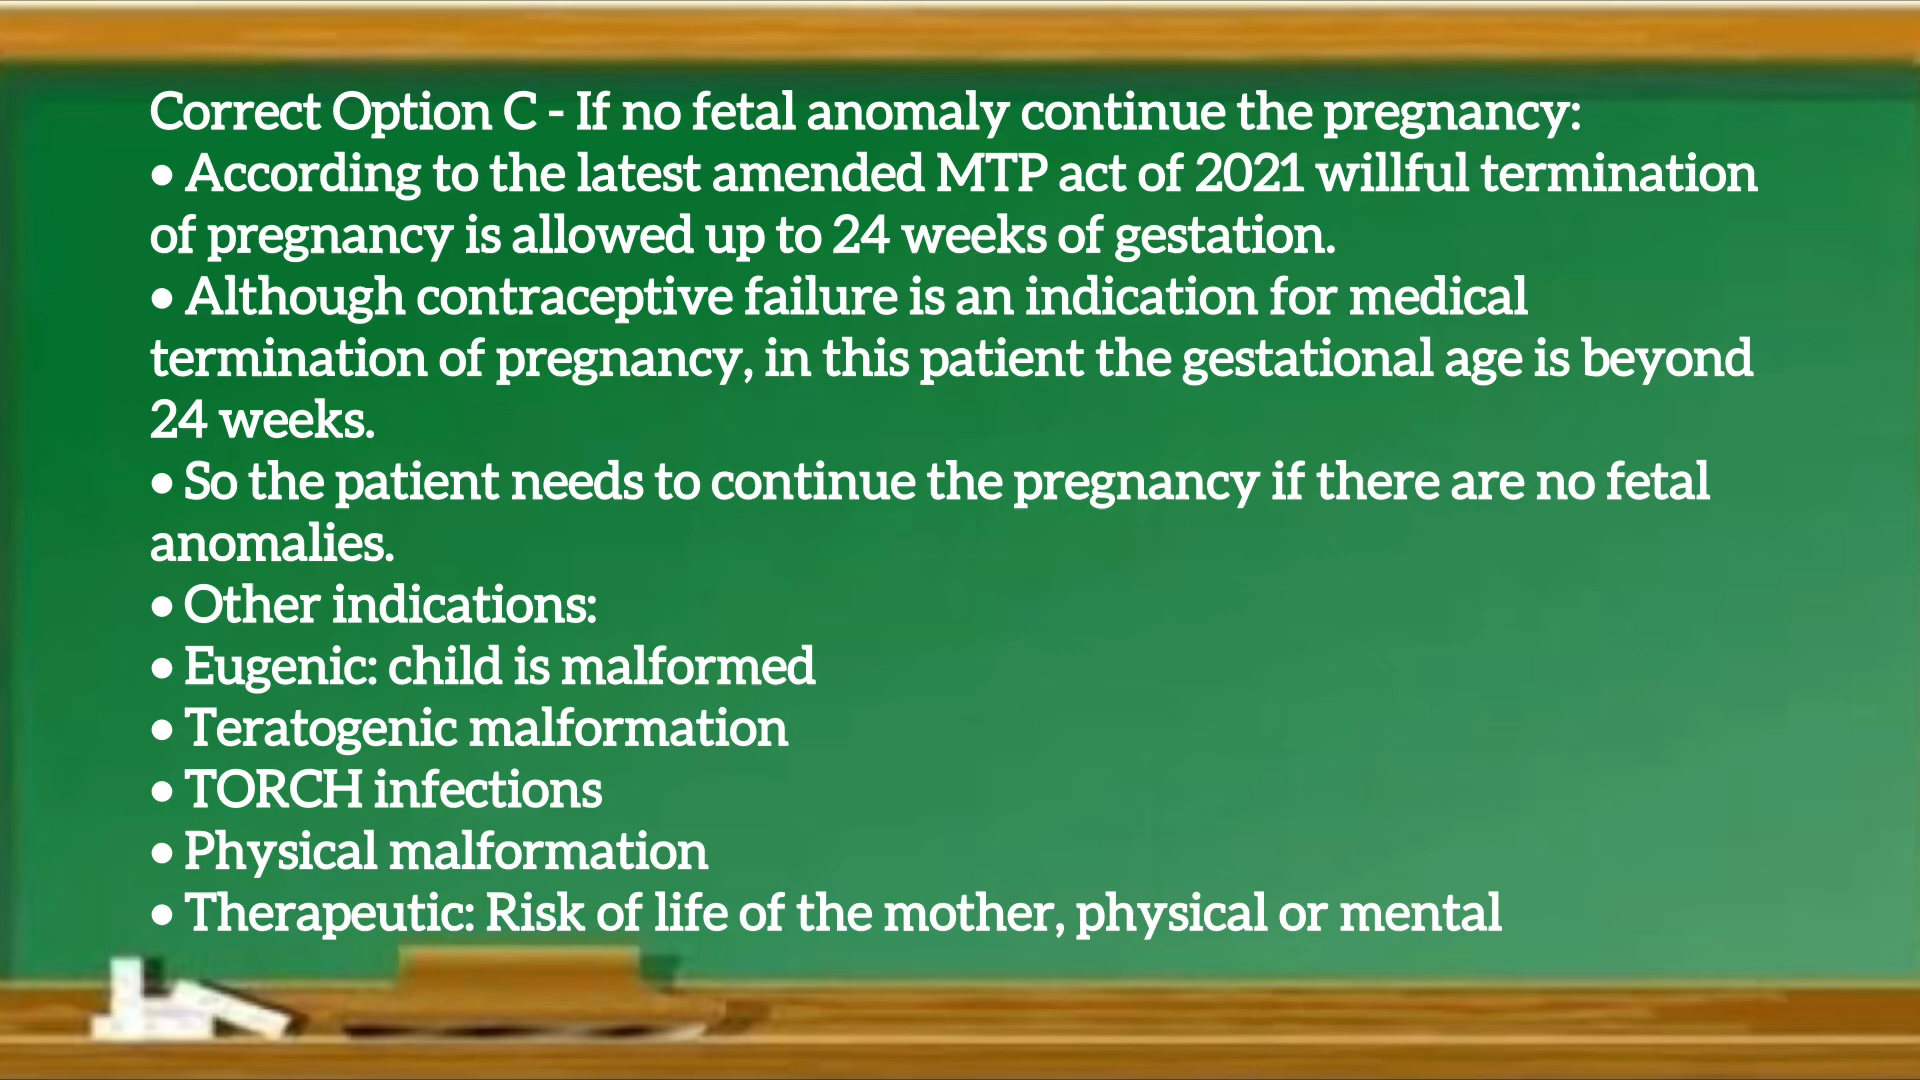 Correct Option C - If no fetal anomaly continue the pregnancy:
• According to the latest amended MTP act of 2021 willful termination
of pregnancy is allowed up to 24 weeks of gestation.
• Although contraceptive failure is an indication for medical
termination of pregnancy, in this patient the gestational age is beyond
24 weeks.
• So the patient needs to continue the pregnancy if there are no fetal
anomalies.
• Other indications:
• Eugenic: child is malformed
• Teratogenic malformation
• TORCH infections
• Physical malformation
• Therapeutic: Risk of life of the mother, physical or mental